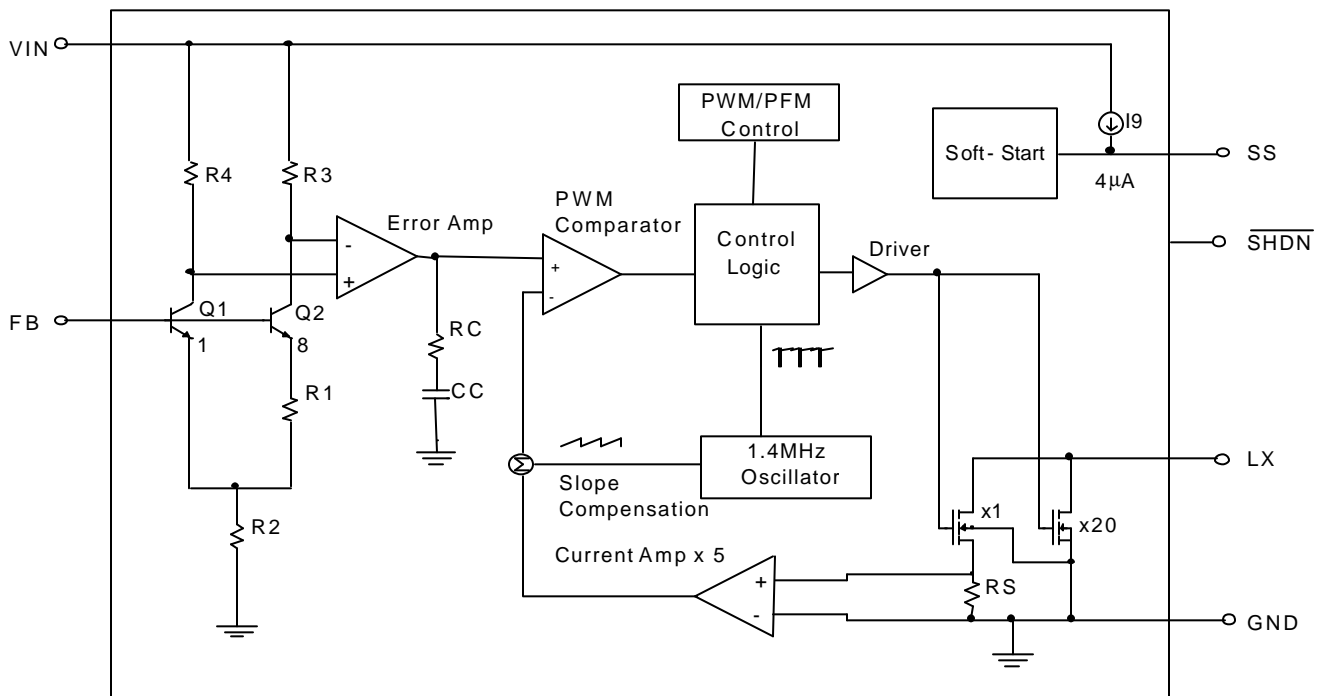 VIN
PWM/PFM
Control
I9
Soft-Start
SS
4µA
R4
R3
PWM
Comparator
Error Amp
-
+
+
-
Control
Logic
Driver
SHDN
FB
Q1
Q2
1
8
RC
R1
CC
1.4MHz
Oscillator
Σ
Slope
Compensation
LX
R2
x1
x20
Current Amp x 5
+
-
RS
GND